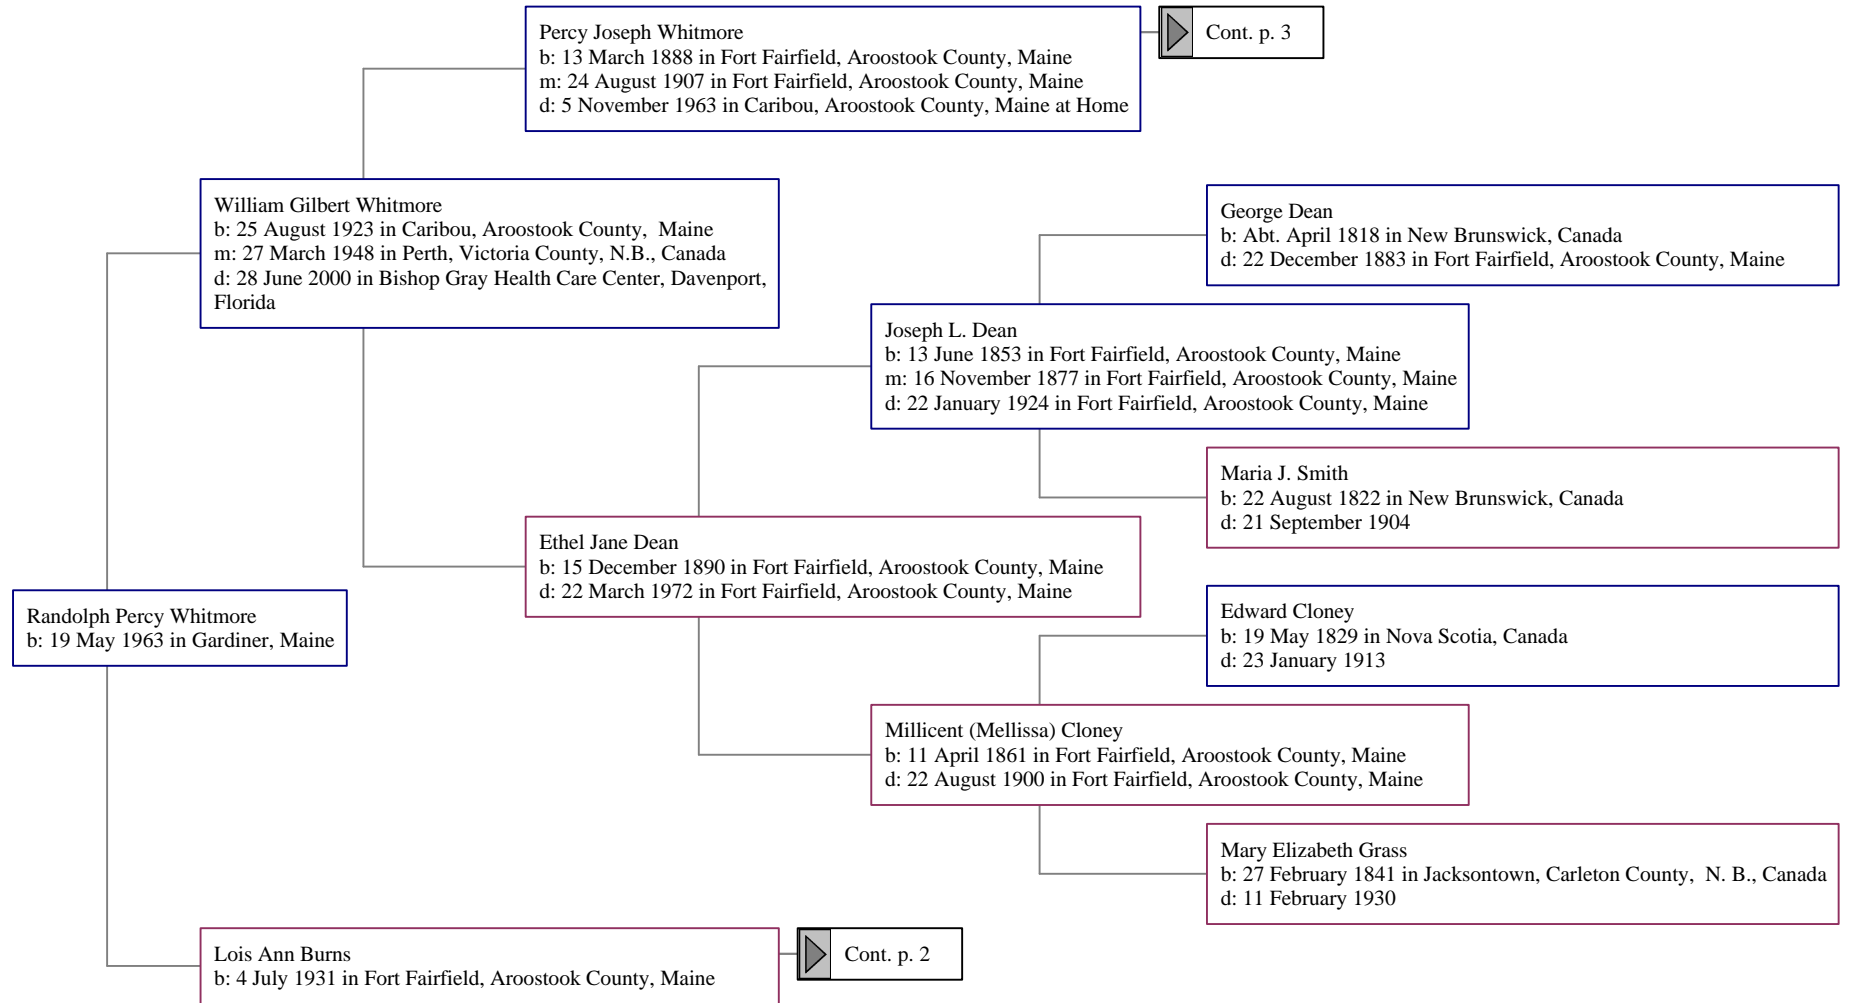 Percy Joseph Whitmore
b: 13 March 1888 in Fort Fairfield, Aroostook County, Maine
m: 24 August 1907 in Fort Fairfield, Aroostook County, Maine
d: 5 November 1963 in Caribou, Aroostook County, Maine at Home
Cont. p. 3
William Gilbert Whitmore
b: 25 August 1923 in Caribou, Aroostook County,  Maine
m: 27 March 1948 in Perth, Victoria County, N.B., Canada
d: 28 June 2000 in Bishop Gray Health Care Center, Davenport,
Florida
George Dean
b: Abt. April 1818 in New Brunswick, Canada
d: 22 December 1883 in Fort Fairfield, Aroostook County, Maine
Joseph L. Dean
b: 13 June 1853 in Fort Fairfield, Aroostook County, Maine
m: 16 November 1877 in Fort Fairfield, Aroostook County, Maine
d: 22 January 1924 in Fort Fairfield, Aroostook County, Maine
Maria J. Smith
b: 22 August 1822 in New Brunswick, Canada
d: 21 September 1904
Ethel Jane Dean
b: 15 December 1890 in Fort Fairfield, Aroostook County, Maine
d: 22 March 1972 in Fort Fairfield, Aroostook County, Maine
Randolph Percy Whitmore
b: 19 May 1963 in Gardiner, Maine
Edward Cloney
b: 19 May 1829 in Nova Scotia, Canada
d: 23 January 1913
Millicent (Mellissa) Cloney
b: 11 April 1861 in Fort Fairfield, Aroostook County, Maine
d: 22 August 1900 in Fort Fairfield, Aroostook County, Maine
Mary Elizabeth Grass
b: 27 February 1841 in Jacksontown, Carleton County,  N. B., Canada
d: 11 February 1930
Lois Ann Burns
b: 4 July 1931 in Fort Fairfield, Aroostook County, Maine
Cont. p. 2